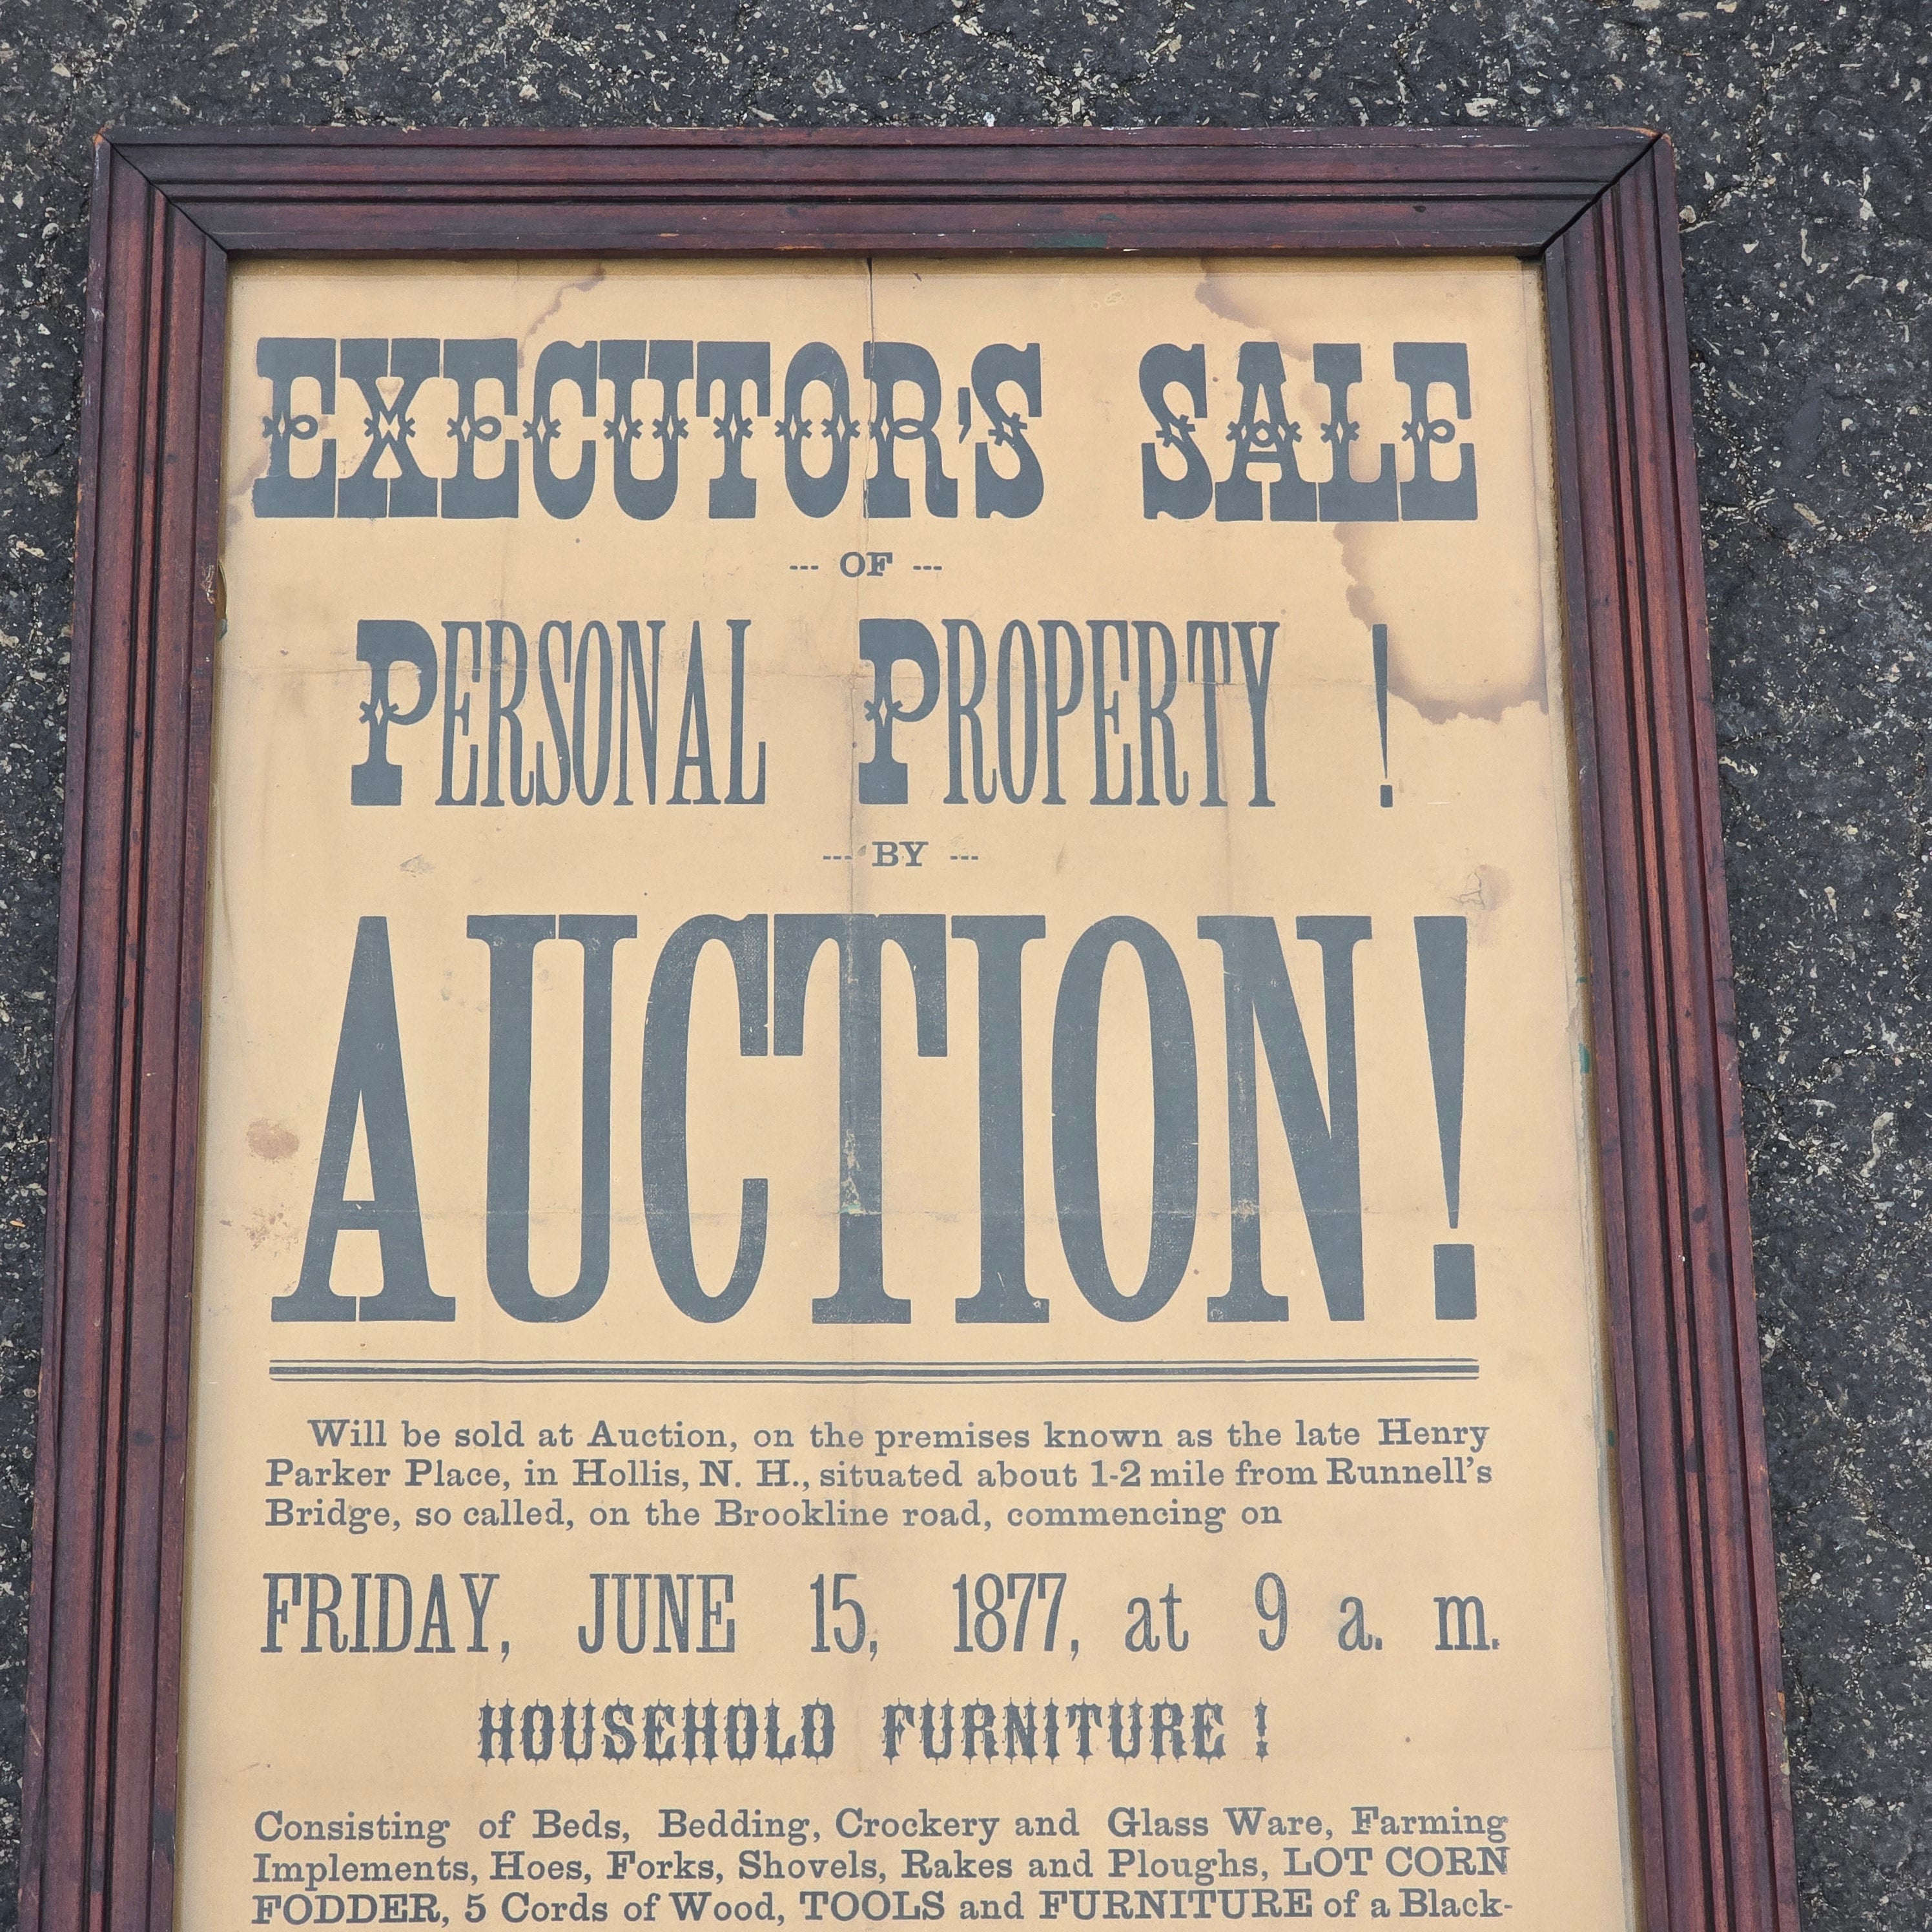 EXECUTOR'S SALE
--- OF ---
PERSONAL PROPERTY !
--- BY ---
AUCTION!
Will be sold at Auction, on the premises known as the late Henry
Parker Place, in Hollis, N. H., situated about 1-2 mile from Runnell's
Bridge, so called, on the Brookline road, commencing on
FRIDAY, JUNE 15, 1877, at 9 a. m.
HOUSEHOLD FURNITURE !
Consisting of Beds, Bedding, Crockery and Glass Ware, Farming
Implements, Hoes, Forks, Shovels, Rakes and Ploughs, LOT CORN
FODDER, 5 Cords of Wood, TOOLS and FURNITURE of a Black-